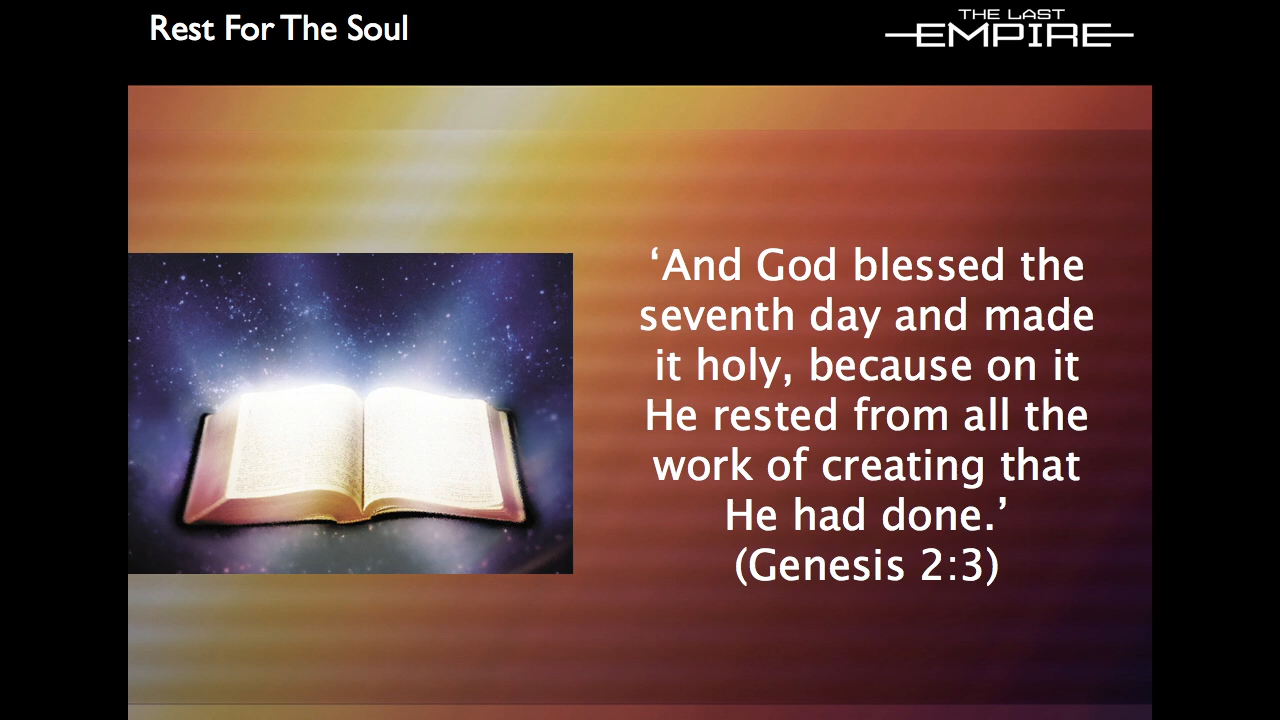 Rest For The Soul
THE LAST
EMPIRE
‘And God blessed the
seventh day and made
it holy, because on it
He rested from all the
work of creating that
He had done.’
(Genesis 2:3)